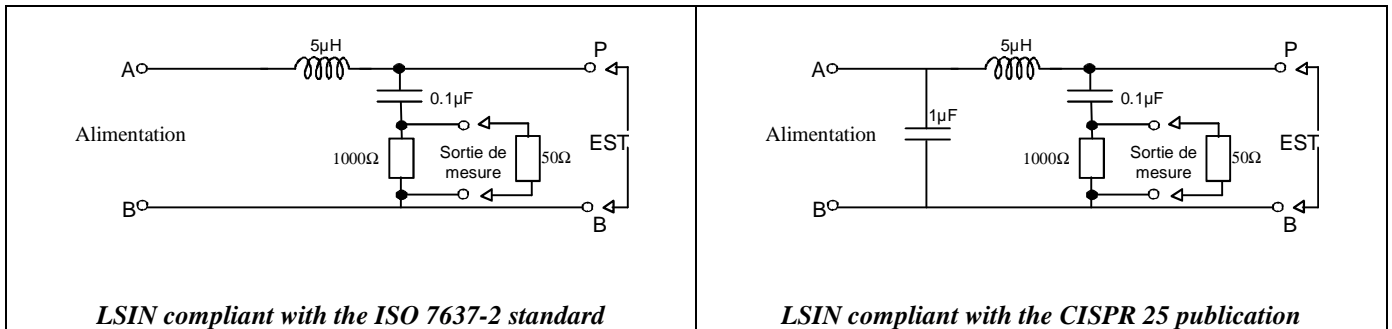 5µH
P
A
0.1µF
Alimentation
1000Ω
Sortie de
mesure
50Ω
EST
B
B
LSIN compliant with the ISO 7637-2 standard
5µH
P
A
0.1µF
1µF
Alimentation
1000Ω
Sortie de
mesure
50Ω
EST
B
B
LSIN compliant with the CISPR 25 publication